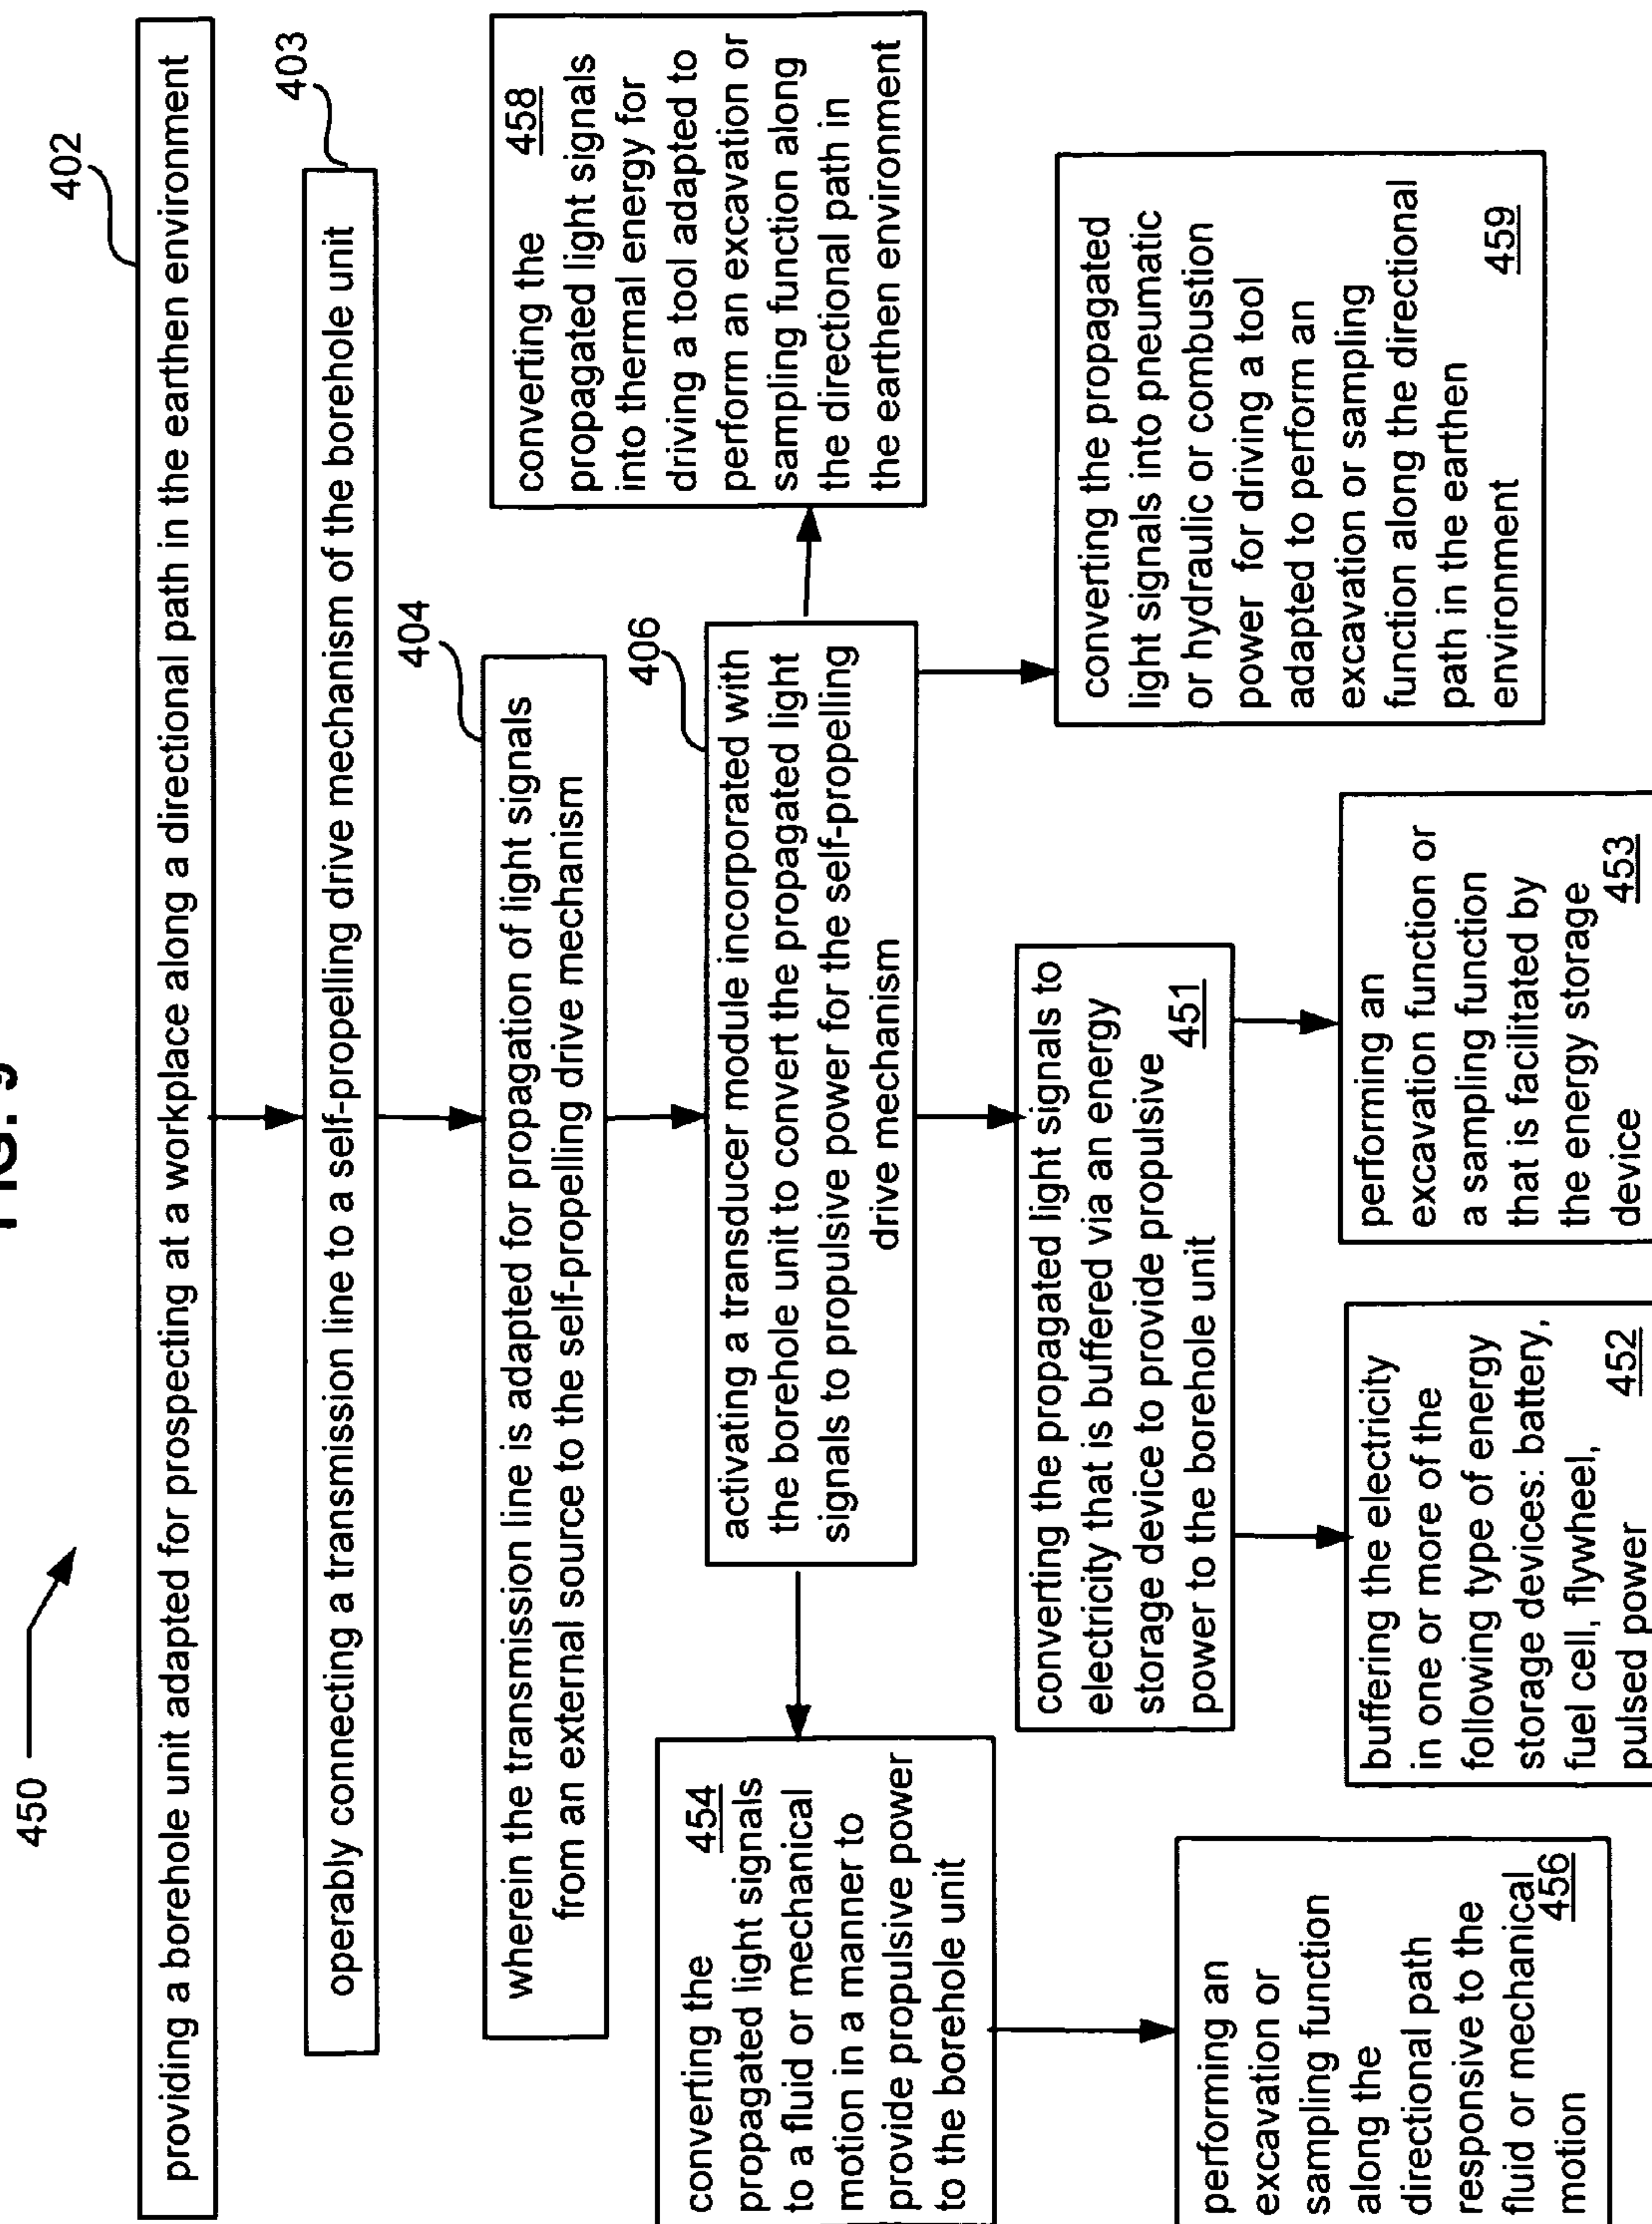 FIG. 9
450
402
providing a borehole unit adapted for prospecting at a workplace along a directional path in the earthen environment
403
operably connecting a transmission line to a self-propelling drive mechanism of the borehole unit
404
wherein the transmission line is adapted for propagation of light signals
from an external source to the self-propelling drive mechanism
406
activating a transducer module incorporated with
the borehole unit to convert the propagated light
signals to propulsive power for the self-propelling
drive mechanism
converting the 454
propagated light signals
to a fluid or mechanical
motion in a manner to
provide propulsive power
to the borehole unit
converting the 458
propagated light signals
into thermal energy for
driving a tool adapted to
perform an excavation or
sampling function along
the directional path in
the earthen environment
converting the propagated light signals to
electricity that is buffered via an energy
storage device to provide propulsive
power to the borehole unit 451
converting the propagated
light signals into pneumatic
or hydraulic or combustion
power for driving a tool
adapted to perform an
excavation or sampling
function along the directional
path in the earthen
environment 459
performing an
excavation or
sampling function
along the
directional path
responsive to the
fluid or mechanical
motion 456
buffering the electricity
in one or more of the
following type of energy
storage devices: battery,
fuel cell, flywheel,
pulsed power 452
performing an
excavation function or
a sampling function
that is facilitated by
the energy storage
device 453